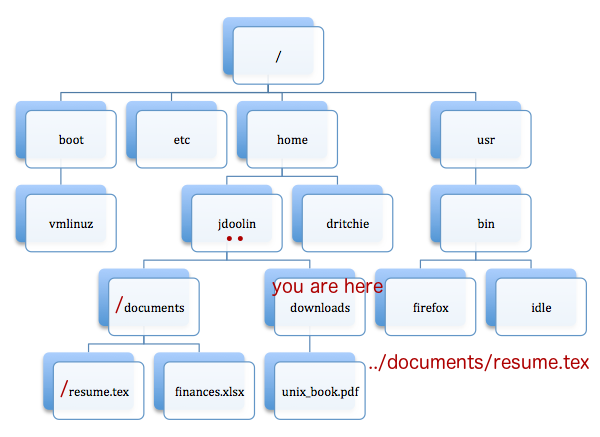 /
boot etc home usr
vmlinuz jdoolin dritchie bin
..
you are here
/documents downloads firefox idle
../documents/resume.tex
/resume.tex finances.xlsx unix_book.pdf